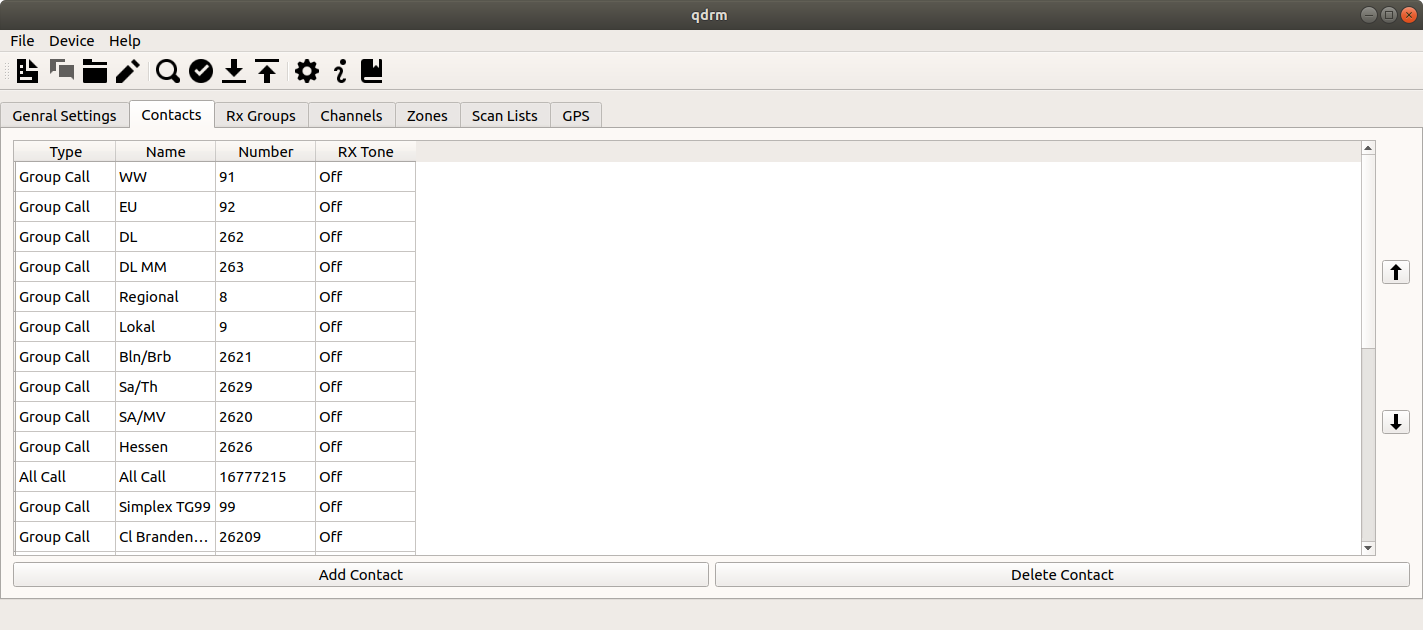 qdrm
File Device Help
Genral Settings Contacts Rx Groups Channels Zones Scan Lists GPS
Type Name Number RX Tone
Group Call WW 91 Off
Group Call EU 92 Off
Group Call DL 262 Off
Group Call DL MM 263 Off
Group Call Regional 8 Off
Group Call Lokal 9 Off
Group Call Bln/Brb 2621 Off
Group Call Sa/Th 2629 Off
Group Call SA/MV 2620 Off
Group Call Hessen 2626 Off
All Call All Call 16777215 Off
Group Call Simplex TG99 99 Off
Group Call Cl Branden... 26209 Off
Add Contact Delete Contact